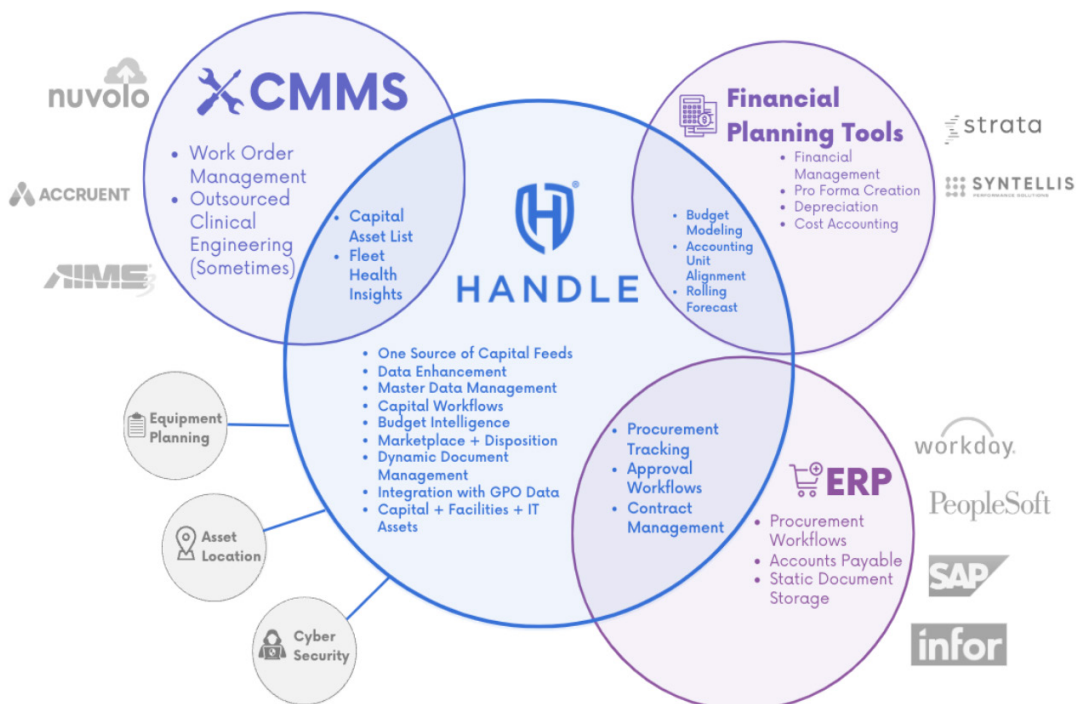 nuvolo
ACCRUENT
AIMS 3
CMMS
• Work Order
Management
• Outsourced
Clinical
Engineering
(Sometimes)
• Capital
Asset List
• Fleet
Health
Insights
®
HANDLE
• One Source of Capital Feeds
• Data Enhancement
• Master Data Management
• Capital Workflows
• Budget Intelligence
• Marketplace + Disposition
• Dynamic Document
Management
• Integration with GPO Data
• Capital + Facilities + IT
Assets
Financial
Planning Tools
• Financial
Management
• Pro Forma Creation
• Depreciation
• Cost Accounting
• Budget
Modeling
• Accounting
Unit
Alignment
• Rolling
Forecast
strata
SYNTELLIS
PERFORMANCE SOLUTIONS
• Procurement
Tracking
• Approval
Workflows
• Contract
Management
ERP
• Procurement
Workflows
• Accounts Payable
• Static Document
Storage
workday.
PeopleSoft
SAP
infor
Equipment
Planning
Asset
Location
Cyber
Security